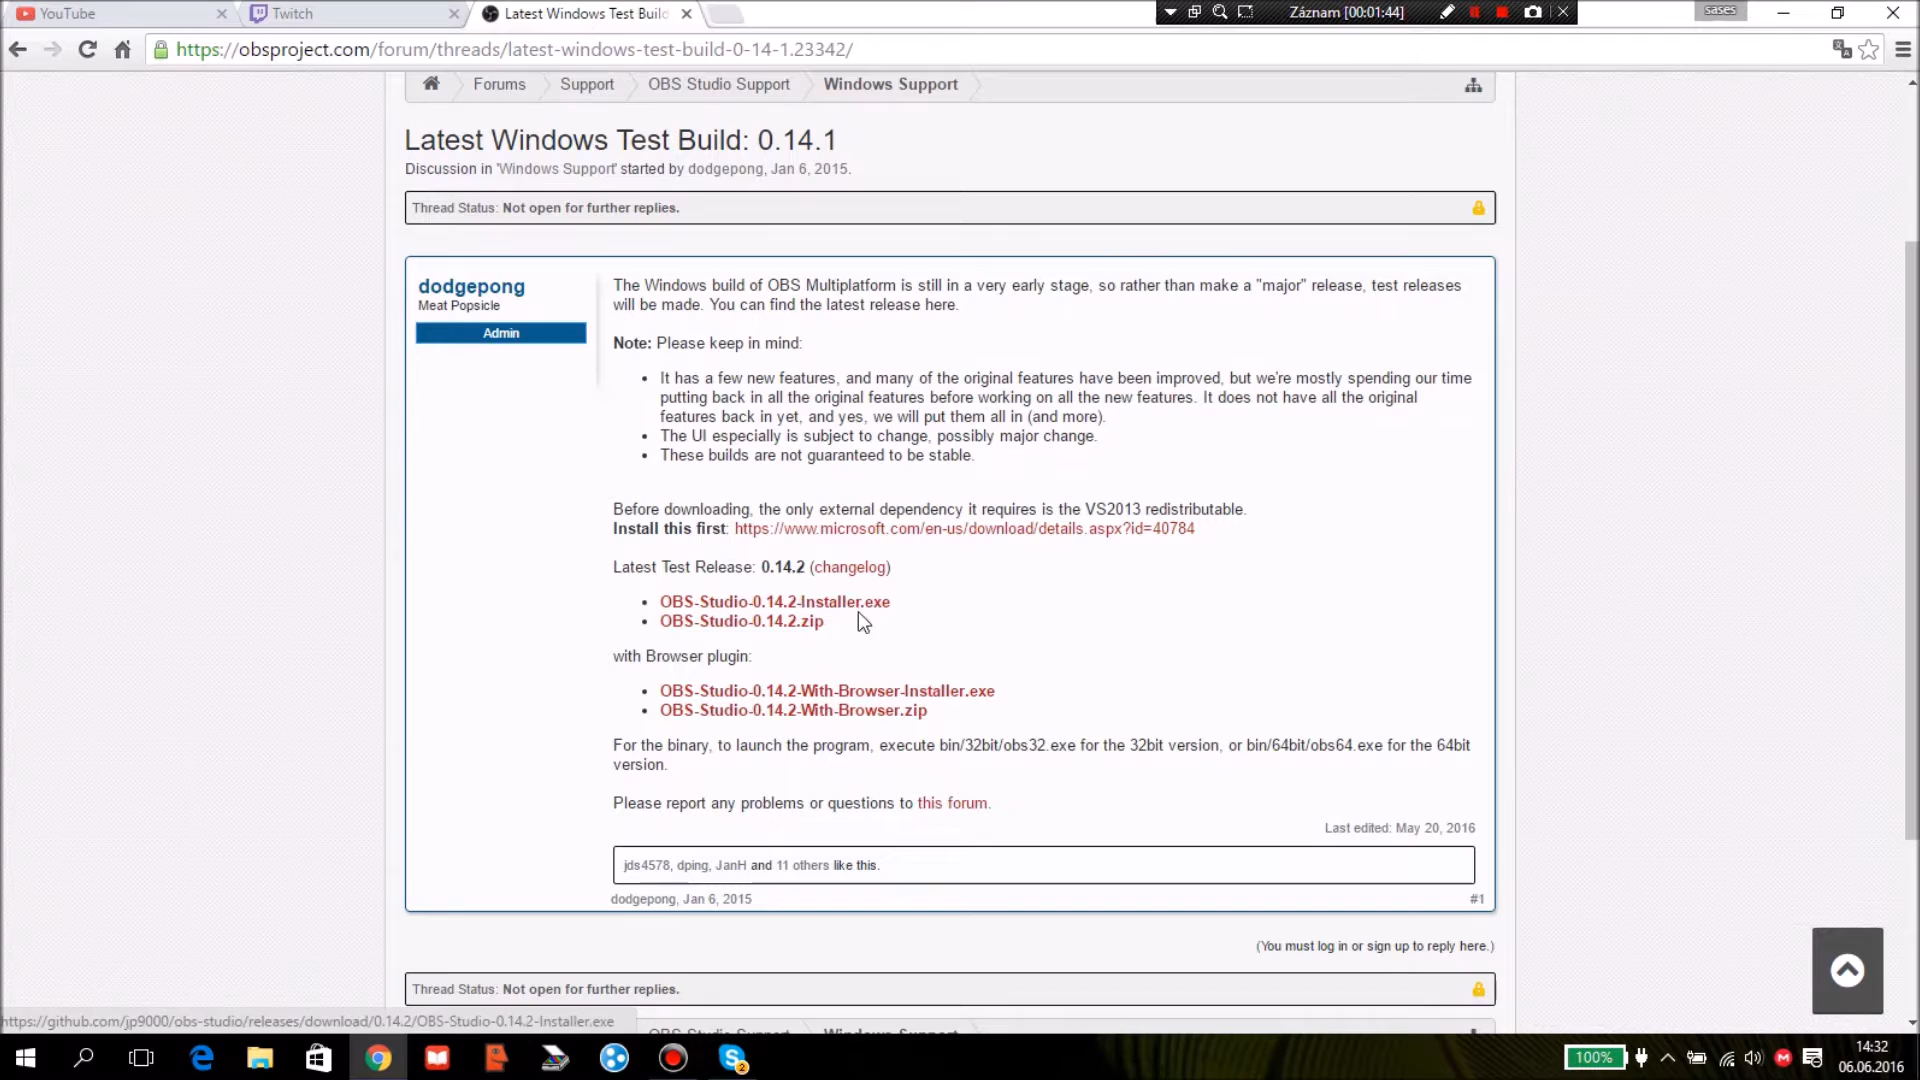 YouTube
Twitch
Latest Windows Test Build
Záznam [00:01:44]
sases
https://obsproject.com/forum/threads/latest-windows-test-build-0-14-1.23342/
Forums Support OBS Studio Support Windows Support
Latest Windows Test Build: 0.14.1
Discussion in 'Windows Support' started by dodgepong, Jan 6, 2015.
Thread Status: Not open for further replies.
dodgepong
Meat Popsicle
Admin
The Windows build of OBS Multiplatform is still in a very early stage, so rather than make a "major" release, test releases
will be made. You can find the latest release here.
Note: Please keep in mind:
• It has a few new features, and many of the original features have been improved, but we're mostly spending our time
putting back in all the original features before working on all the new features. It does not have all the original
features back in yet, and yes, we will put them all in (and more).
• The UI especially is subject to change, possibly major change.
• These builds are not guaranteed to be stable.
Before downloading, the only external dependency it requires is the VS2013 redistributable.
Install this first: https://www.microsoft.com/en-us/download/details.aspx?id=40784
Latest Test Release: 0.14.2 (changelog)
• OBS-Studio-0.14.2-Installer.exe
• OBS-Studio-0.14.2.zip
with Browser plugin:
• OBS-Studio-0.14.2-With-Browser-Installer.exe
• OBS-Studio-0.14.2-With-Browser.zip
For the binary, to launch the program, execute bin/32bit/obs32.exe for the 32bit version, or bin/64bit/obs64.exe for the 64bit
version.
Please report any problems or questions to this forum.
Last edited: May 20, 2016
jds4578, dping, JanH and 11 others like this.
dodgepong, Jan 6, 2015
#1
(You must log in or sign up to reply here.)
Thread Status: Not open for further replies.
https://github.com/jp9000/obs-studio/releases/download/0.14.2/OBS-Studio-0.14.2-Installer.exe
OBS Studio Support Windows Support
100%
14:32
06.06.2016